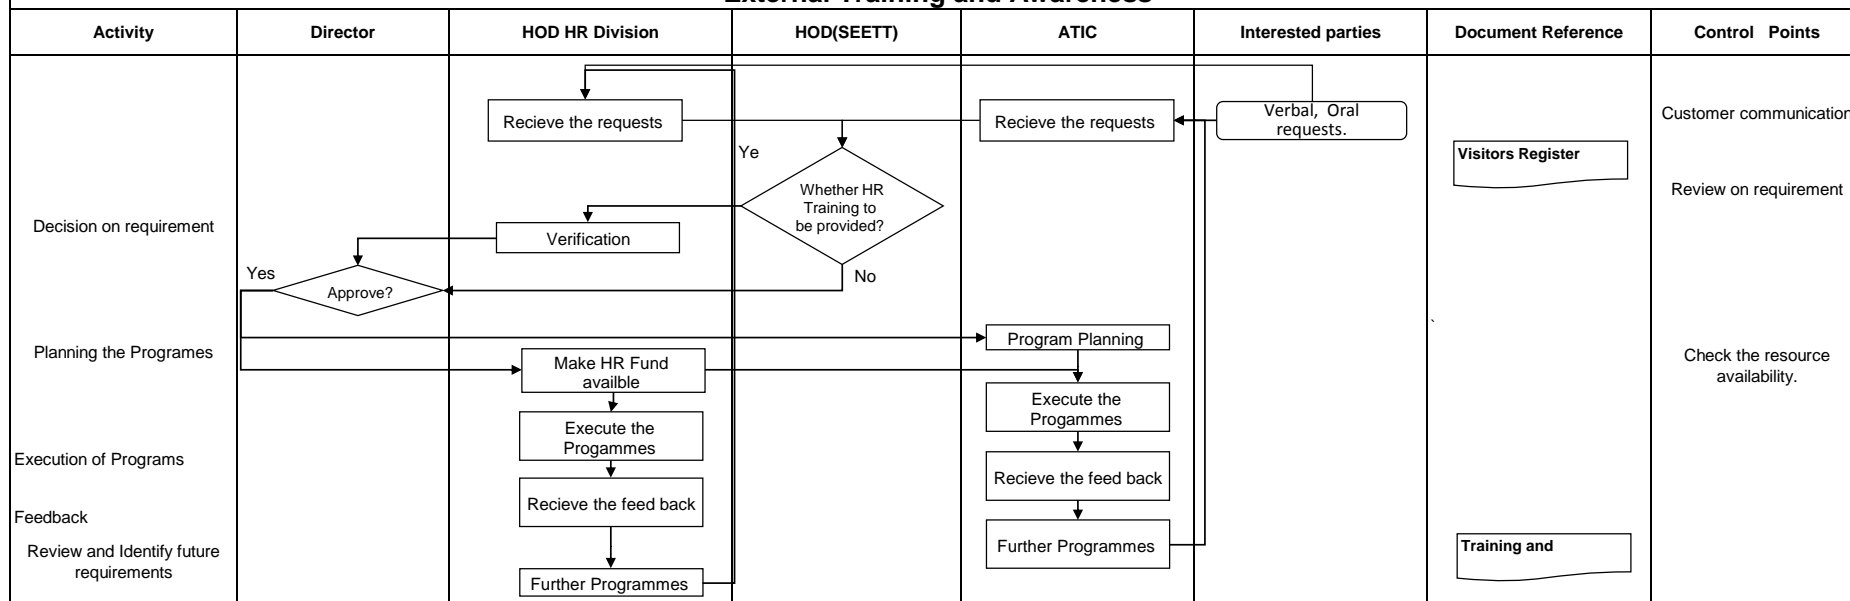 External Training and Awareness
Activity
Director
HOD HR Division
HOD(SEETT)
ATIC
Interested parties
Document Reference
Control Points
Recieve the requests
Recieve the requests
Verbal, Oral
requests.
Customer communication
Ye
Visitors Register
Whether HR
Training to
be provided?
Review on requirement
Decision on requirement
Verification
Yes
No
Approve?
`
Program Planning
Planning the Programes
Make HR Fund
availble
Check the resource
availability.
Execute the
Progammes
Execute the
Progammes
Execution of Programs
Recieve the feed back
Recieve the feed back
Feedback
Review and Identify future
requirements
Further Programmes
Training and
Further Programmes